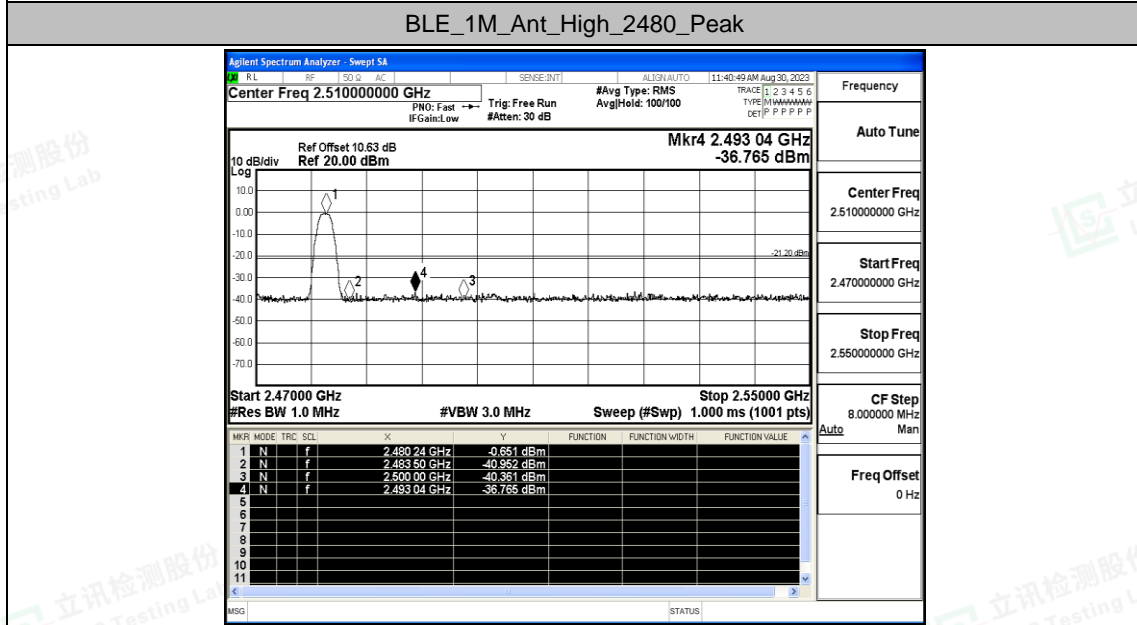 BLE_1M_Ant_High_2480_Peak
Agilent Spectrum Analyzer - Swept SA
RL RF 50 Ω AC SENSE:INT ALIGN AUTO 11:40:49 AM Aug 30, 2023
Center Freq 2.510000000 GHz
#Avg Type: RMS
TRACE 1 2 3 4 5 6
PNO: Fast
Trig: Free Run
Avg|Hold: 100/100
TYPE M
IFGain:Low
#Atten: 30 dB
DET P P P P P P
Frequency
Auto Tune
Ref Offset 10.63 dB
Mkr4 2.493 04 GHz
10 dB/div Ref 20.00 dBm
-36.765 dBm
Log
10.0
0.00
-10.0
-20.0
-30.0
-40.0
-50.0
-60.0
-70.0
1
2
4
3
-21.20 dBm
Center Freq
2.510000000 GHz
Start Freq
2.470000000 GHz
Stop Freq
2.550000000 GHz
Start 2.47000 GHz Stop 2.55000 GHz
#Res BW 1.0 MHz #VBW 3.0 MHz Sweep (#Swp) 1.000 ms (1001 pts)
CF Step
8.000000 MHz
Auto Man
Freq Offset
0 Hz
MKR MODE TRC SCL X Y FUNCTION FUNCTION WIDTH FUNCTION VALUE
1 N f 2.480 24 GHz -0.651 dBm
2 N f 2.483 50 GHz -40.952 dBm
3 N f 2.500 00 GHz -40.361 dBm
4 N f 2.493 04 GHz -36.765 dBm
5
6
7
8
9
10
11
MSG STATUS
立讯检测股份
Testing Lab